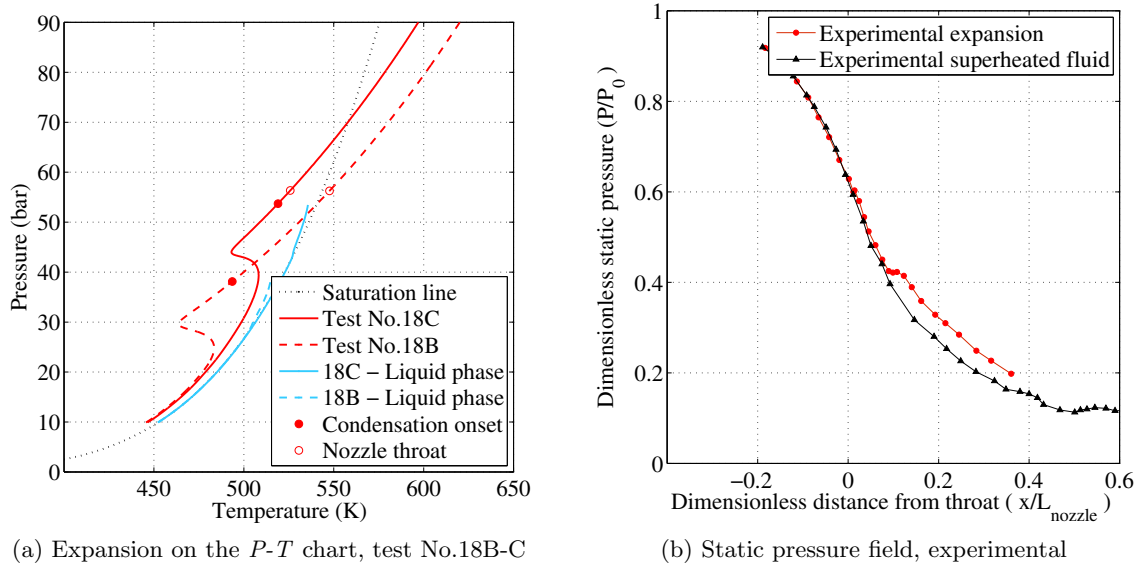 90
80
70
60
50
40
30
20
10
0
Pressure (bar)
450 500 550 600 650
Temperature (K)
Saturation line
Test No.18C
Test No.18B
18C − Liquid phase
18B − Liquid phase
Condensation onset
Nozzle throat
(a) Expansion on the P-T chart, test No.18B-C
1
0.8
0.6
0.4
0.2
0
Dimensionless static pressure (P/P0)
−0.2 0 0.2 0.4 0.6
Dimensionless distance from throat ( x/Lnozzle)
Experimental expansion
Experimental superheated fluid
(b) Static pressure field, experimental